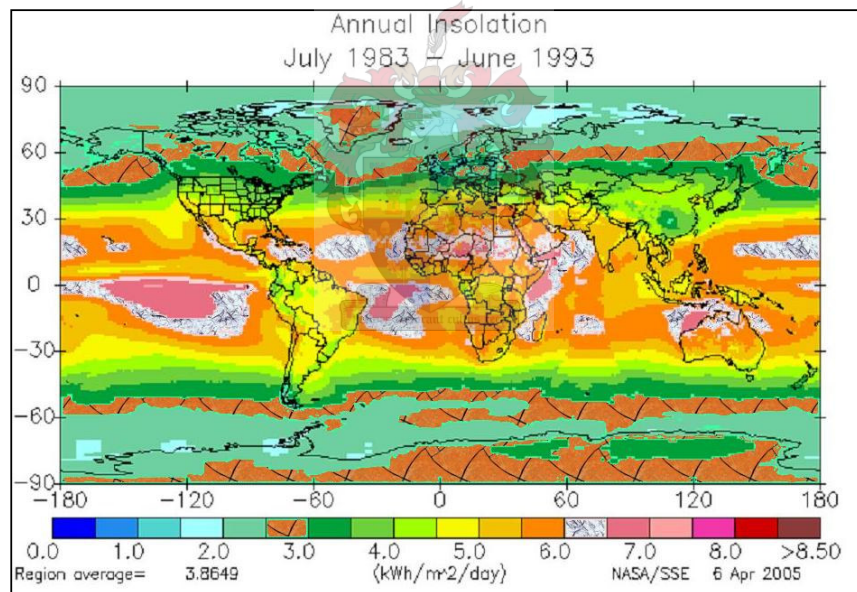 Annual Insolation
July 1983 – June 1993
90
60
30
0
−30
−60
−90
−180 −120 −60 0 60 120 180
0.0 1.0 2.0 3.0 4.0 5.0 6.0 7.0 8.0 >8.50
Region average= 3.8649 (kWh/m^2/day) NASA/SSE 6 Apr 2005